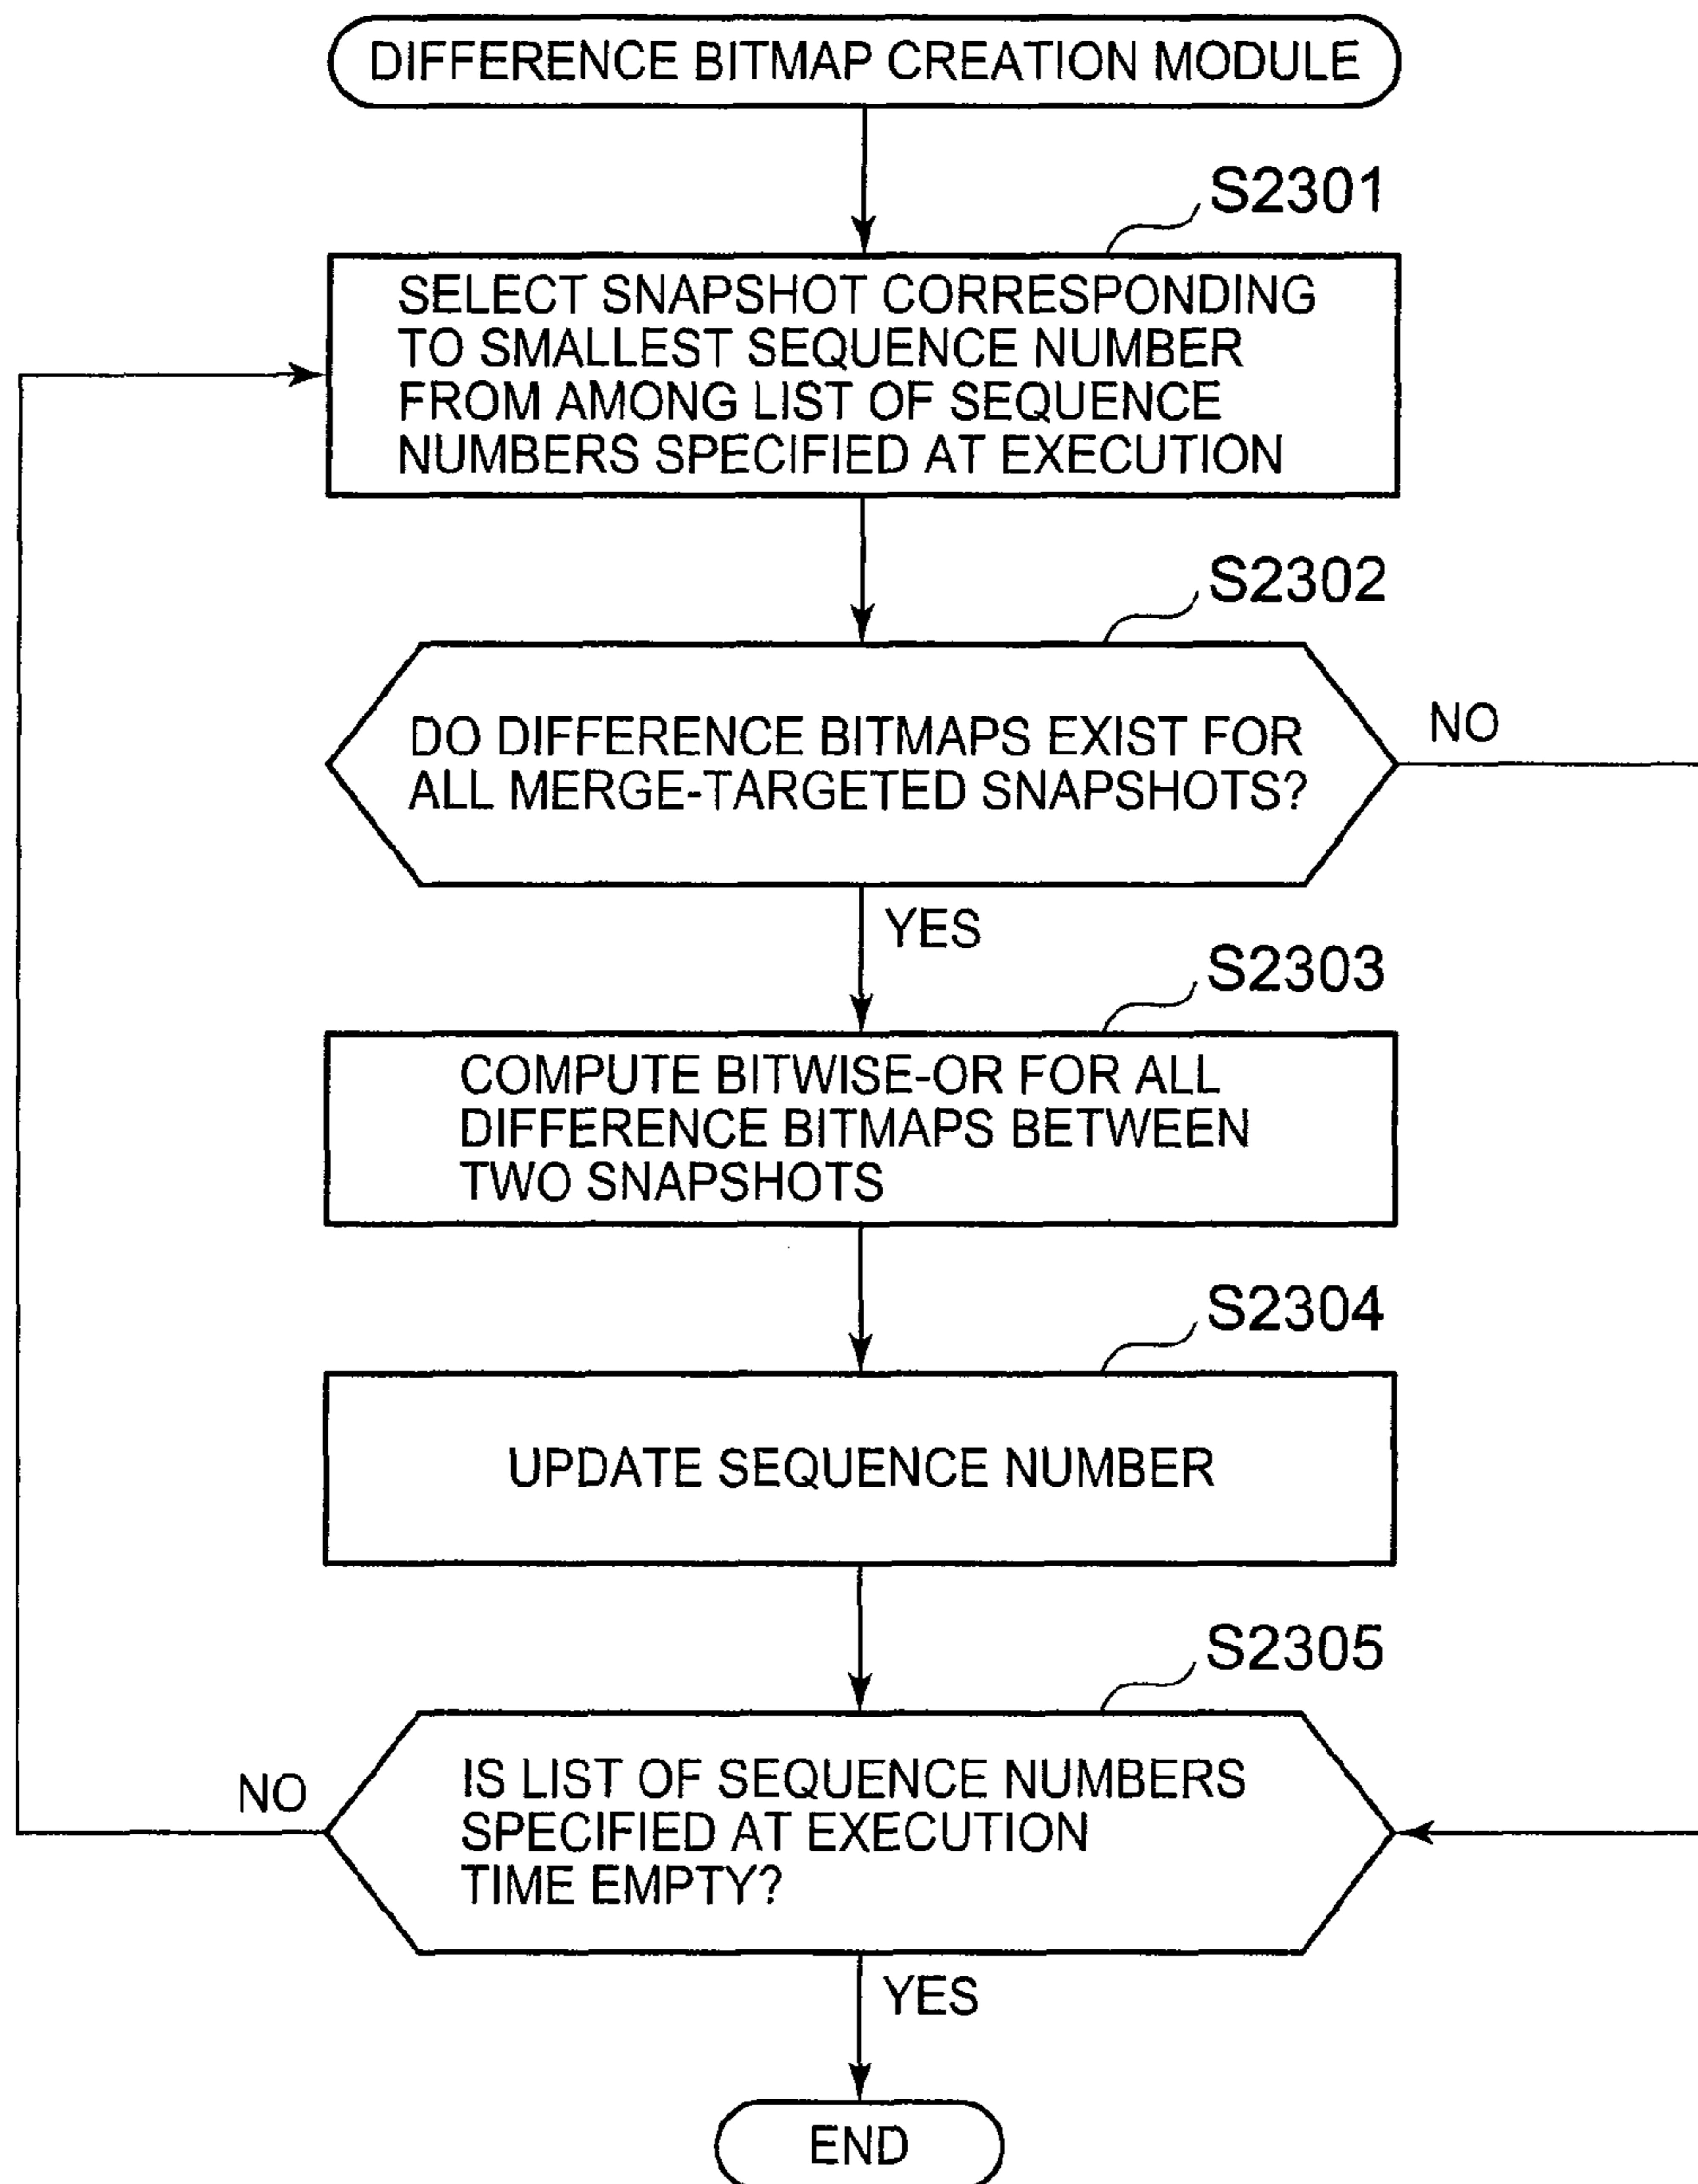 DIFFERENCE BITMAP CREATION MODULE
S2301
SELECT SNAPSHOT CORRESPONDING
TO SMALLEST SEQUENCE NUMBER
FROM AMONG LIST OF SEQUENCE
NUMBERS SPECIFIED AT EXECUTION
S2302
DO DIFFERENCE BITMAPS EXIST FOR
ALL MERGE-TARGETED SNAPSHOTS?
NO
YES
S2303
COMPUTE BITWISE-OR FOR ALL
DIFFERENCE BITMAPS BETWEEN
TWO SNAPSHOTS
S2304
UPDATE SEQUENCE NUMBER
S2305
NO
IS LIST OF SEQUENCE NUMBERS
SPECIFIED AT EXECUTION
TIME EMPTY?
YES
END